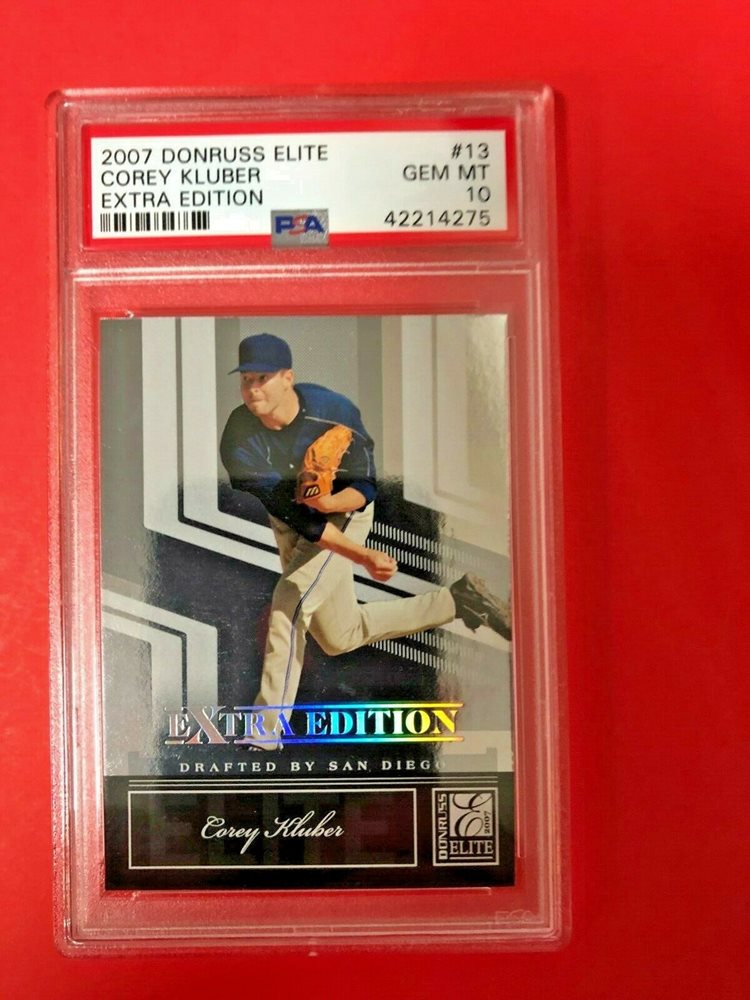 2007 DONRUSS ELITE #13
COREY KLUBER GEM MT
EXTRA EDITION 10
PSA 42214275
EXTRA EDITION
DRAFTED BY SAN DIEGO
Corey Kluber
DONRUSS
2007
ELITE